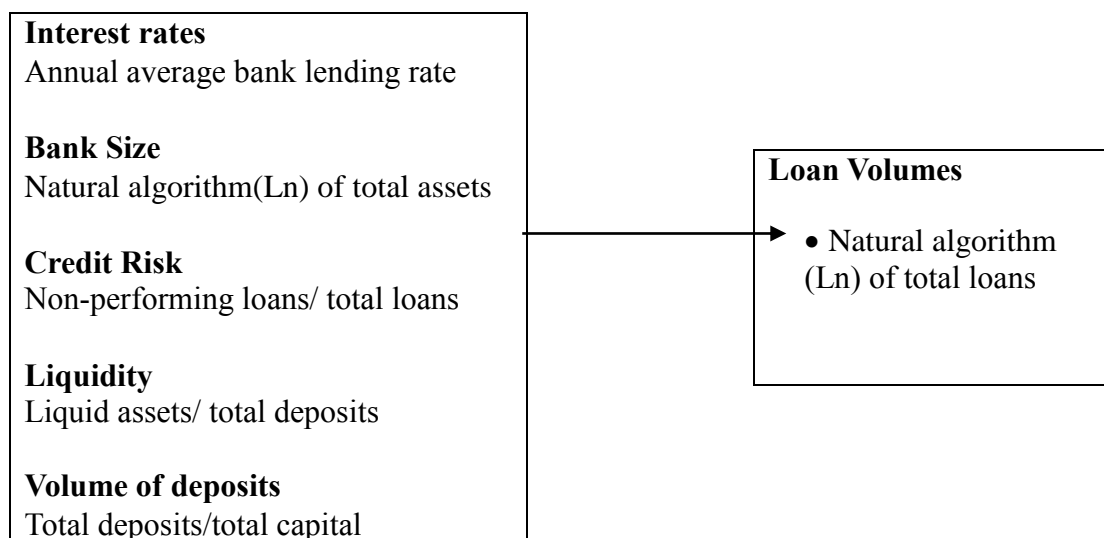 Interest rates
Annual average bank lending rate
Bank Size
Natural algorithm(Ln) of total assets
Credit Risk
Non-performing loans/ total loans
Liquidity
Liquid assets/ total deposits
Volume of deposits
Total deposits/total capital
Loan Volumes
• Natural algorithm
(Ln) of total loans